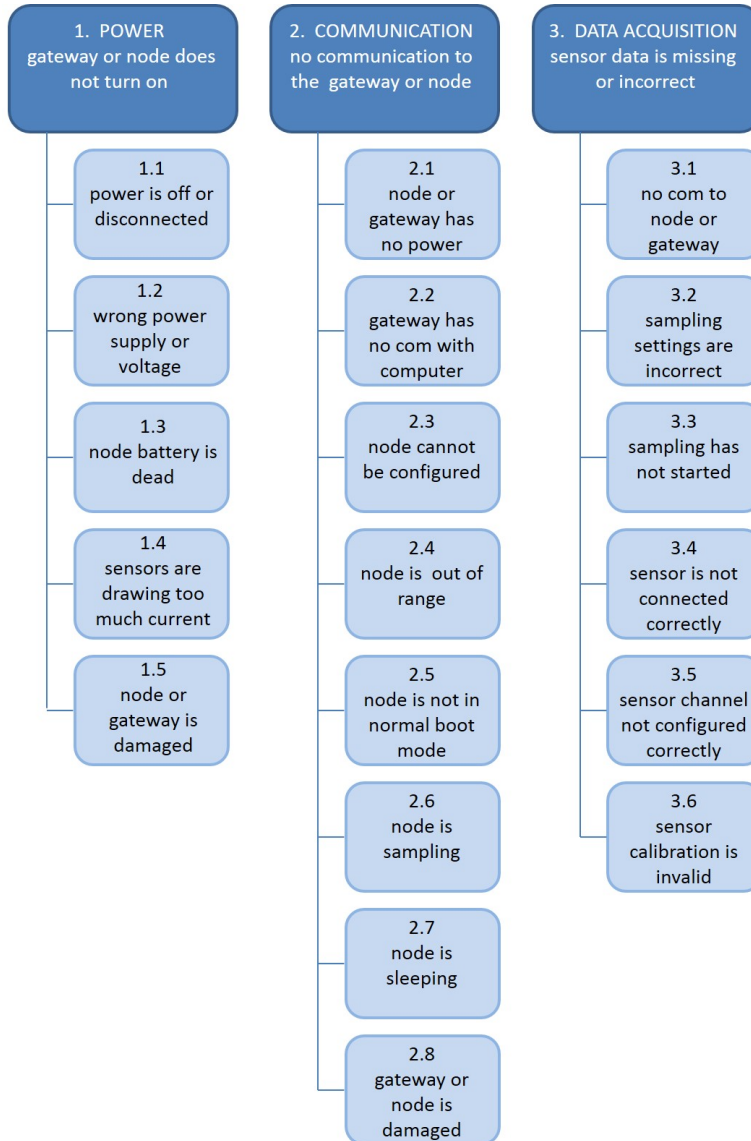 1. POWER
gateway or node does
not turn on
1.1
power is off or
disconnected
1.2
wrong power
supply or
voltage
1.3
node battery is
dead
1.4
sensors are
drawing too
much current
1.5
node or
gateway is
damaged
2. COMMUNICATION
no communication to
the gateway or node
2.1
node or
gateway has
no power
2.2
gateway has
no com with
computer
2.3
node cannot
be configured
2.4
node is out of
range
2.5
node is not in
normal boot
mode
2.6
node is
sampling
2.7
node is
sleeping
2.8
gateway or
node is
damaged
3. DATA ACQUISITION
sensor data is missing
or incorrect
3.1
no com to
node or
gateway
3.2
sampling
settings are
incorrect
3.3
sampling has
not started
3.4
sensor is not
connected
correctly
3.5
sensor channel
not configured
correctly
3.6
sensor
calibration is
invalid